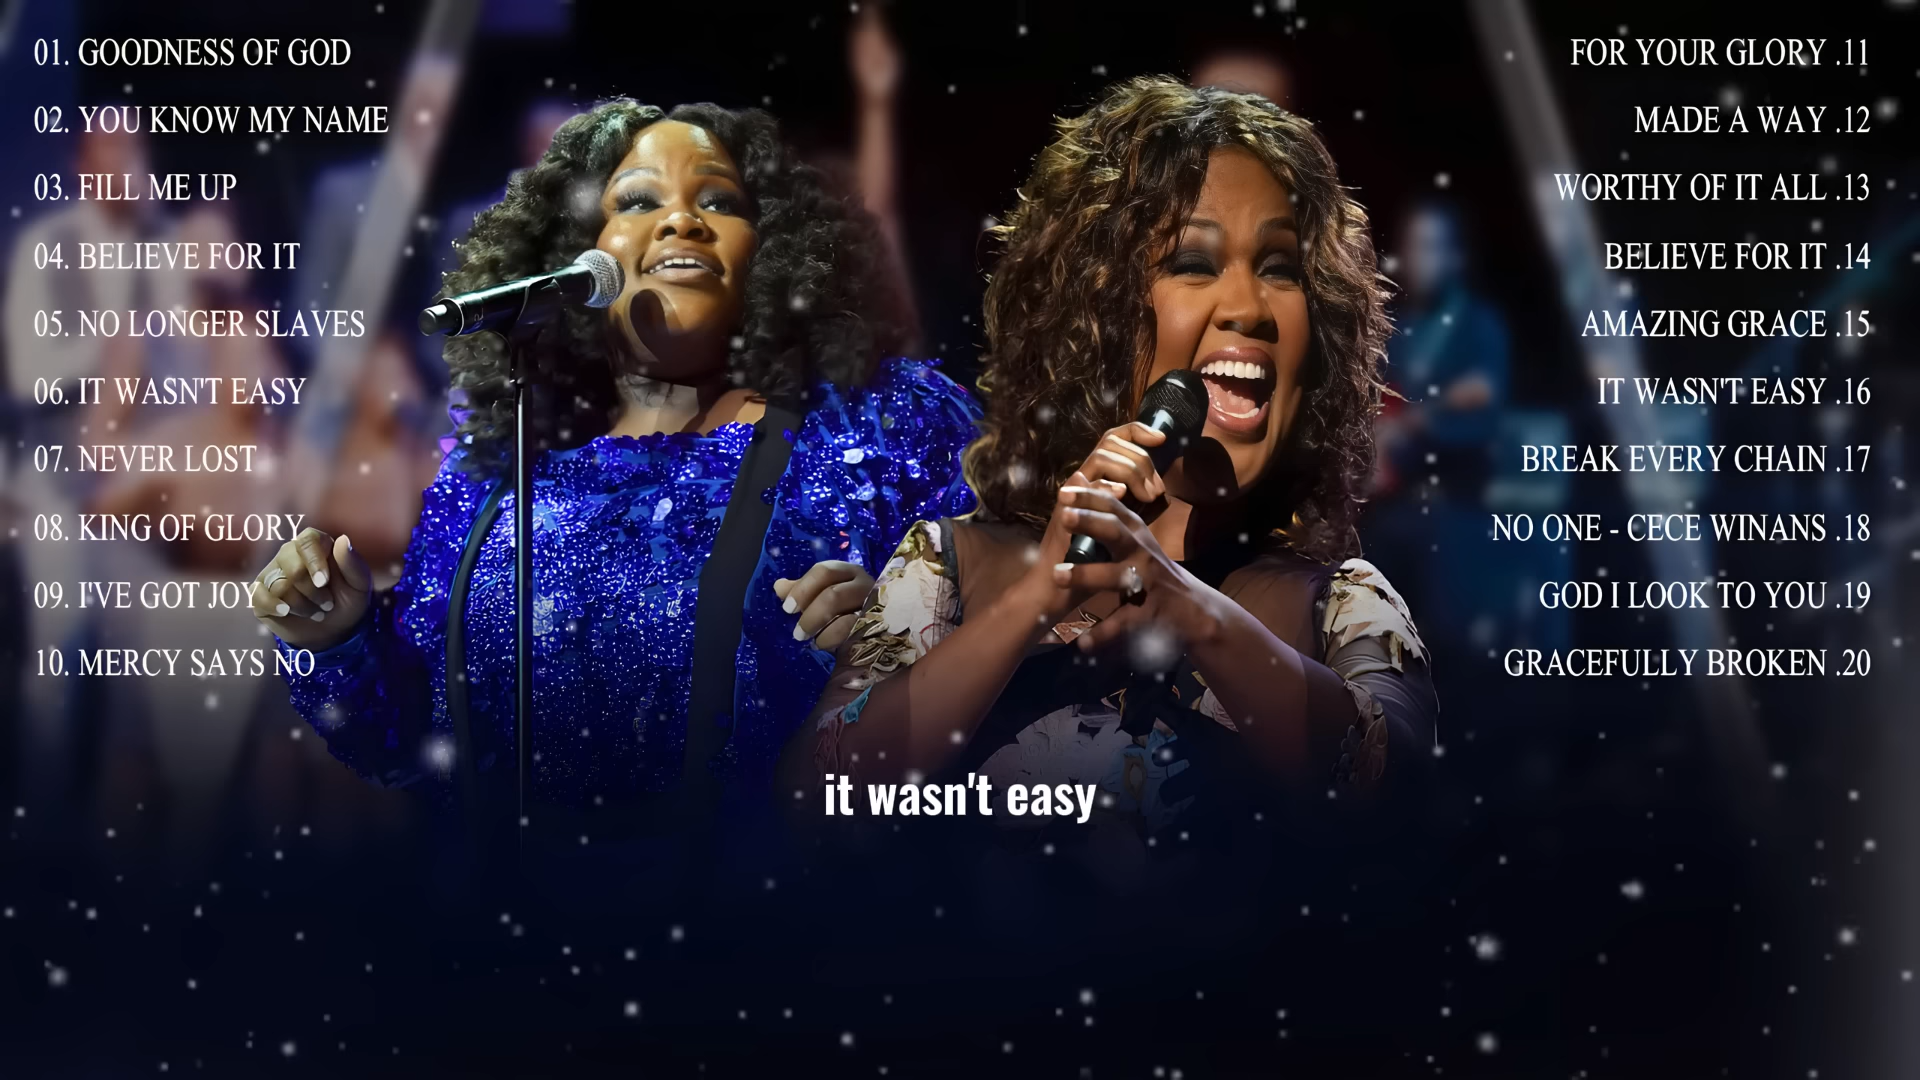 01. GOODNESS OF GOD
02. YOU KNOW MY NAME
03. FILL ME UP
04. BELIEVE FOR IT
05. NO LONGER SLAVES
06. IT WASN'T EASY
07. NEVER LOST
08. KING OF GLORY
09. I'VE GOT JOY
10. MERCY SAYS NO
FOR YOUR GLORY .11
MADE A WAY .12
WORTHY OF IT ALL .13
BELIEVE FOR IT .14
AMAZING GRACE .15
IT WASN'T EASY .16
BREAK EVERY CHAIN .17
NO ONE - CECE WINANS .18
GOD I LOOK TO YOU .19
GRACEFULLY BROKEN .20
it wasn't easy